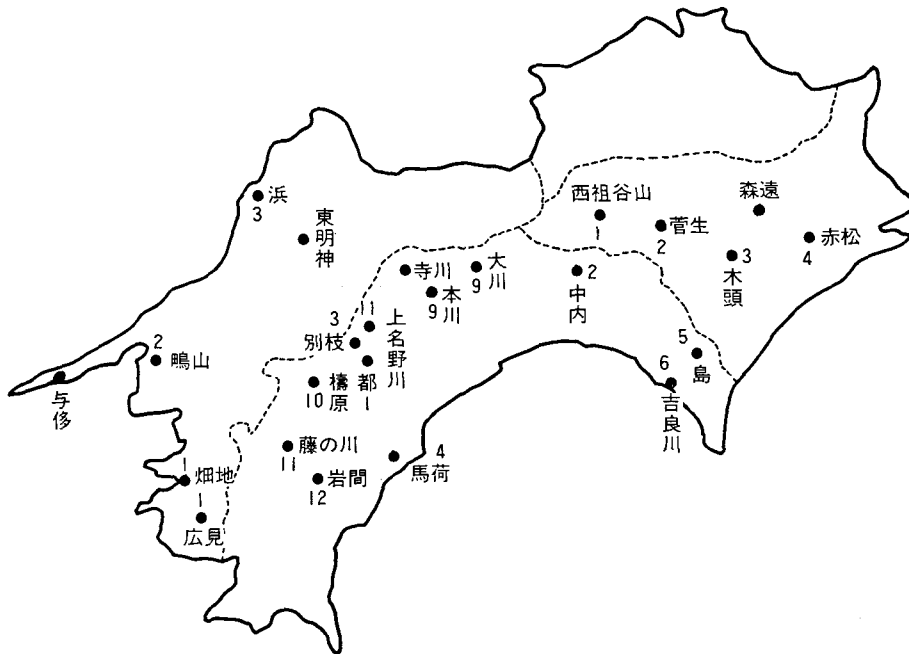 浜
3
東明神
西祖谷山
1
菅生
2
森遠
赤松
4
3
木頭
寺川
本川
9
大川
9
2
中内
11
上名野川
3
別枝
都
1
檮原
10
2
鴫山
与侈
5
島
6
吉良川
藤の川
11
岩間
12
4
馬荷
1
畑地
1
広見